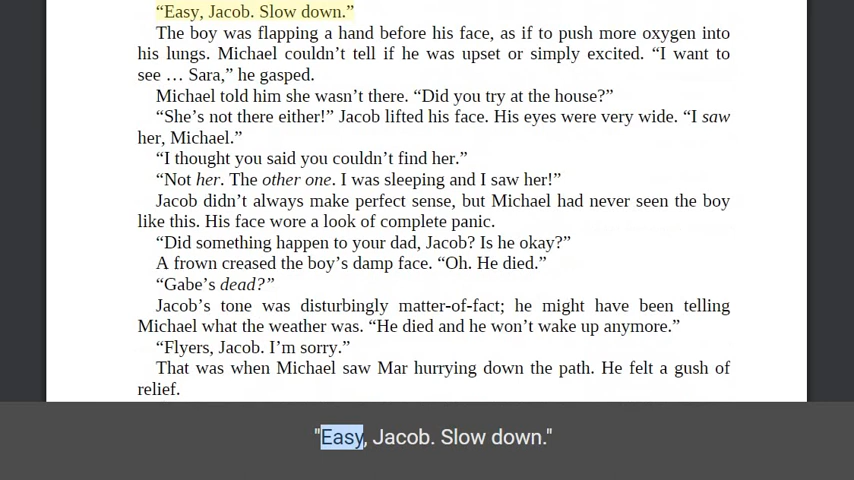 “Easy, Jacob. Slow down.”
The boy was flapping a hand before his face, as if to push more oxygen into
his lungs. Michael couldn’t tell if he was upset or simply excited. “I want to
see … Sara,” he gasped.
Michael told him she wasn’t there. “Did you try at the house?”
“She’s not there either!” Jacob lifted his face. His eyes were very wide. “I saw
her, Michael.”
“I thought you said you couldn’t find her.”
“Not her. The other one. I was sleeping and I saw her!”
Jacob didn’t always make perfect sense, but Michael had never seen the boy
like this. His face wore a look of complete panic.
“Did something happen to your dad, Jacob? Is he okay?”
A frown creased the boy’s damp face. “Oh. He died.”
“Gabe’s dead?”
Jacob’s tone was disturbingly matter-of-fact; he might have been telling
Michael what the weather was. “He died and he won’t wake up anymore.”
“Flyers, Jacob. I’m sorry.”
That was when Michael saw Mar hurrying down the path. He felt a gush of
relief.
"Easy, Jacob. Slow down."